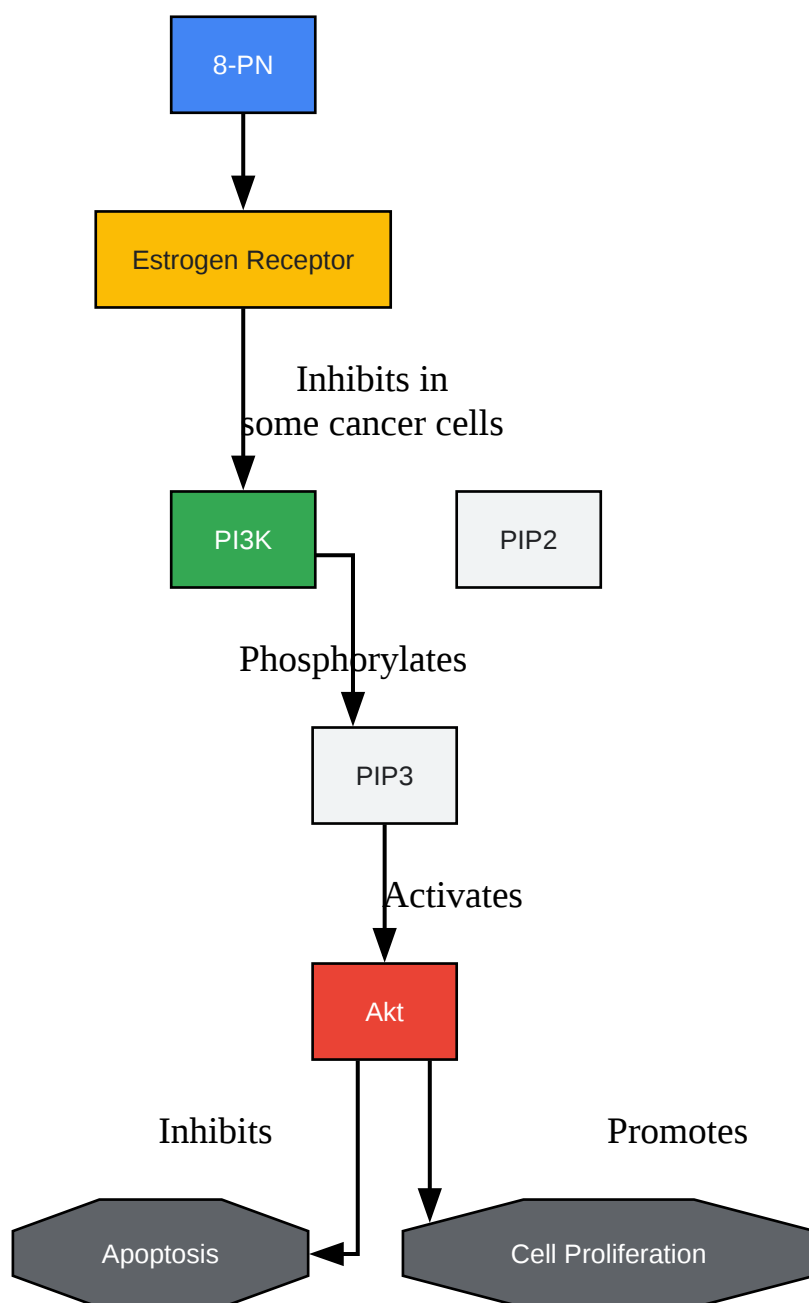 8-PN
Estrogen Receptor
Inhibits in
some cancer cells
PI3K
PIP2
Phosphorylates
PIP3
Activates
Akt
Inhibits
Promotes
Apoptosis
Cell Proliferation